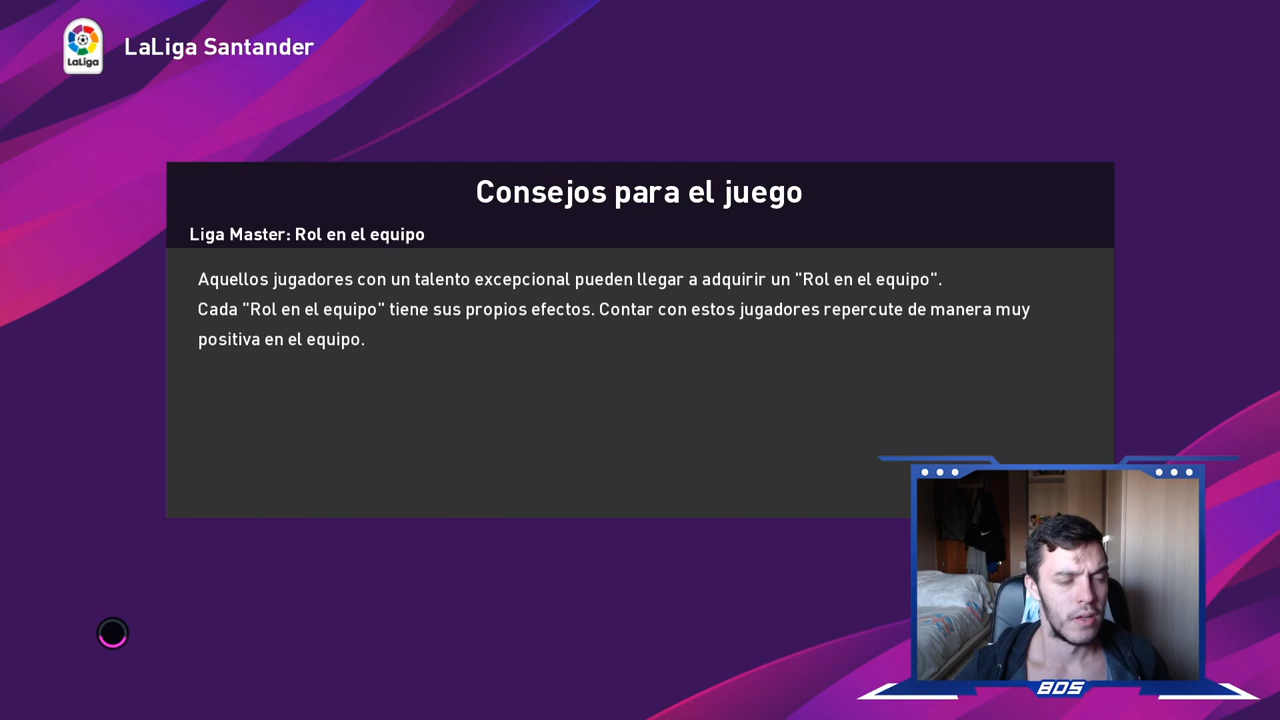 LaLiga
LaLiga Santander
Consejos para el juego
Liga Master: Rol en el equipo
Aquellos jugadores con un talento excepcional pueden llegar a adquirir un "Rol en el equipo".
Cada "Rol en el equipo" tiene sus propios efectos. Contar con estos jugadores repercute de manera muy
positiva en el equipo.
BDS